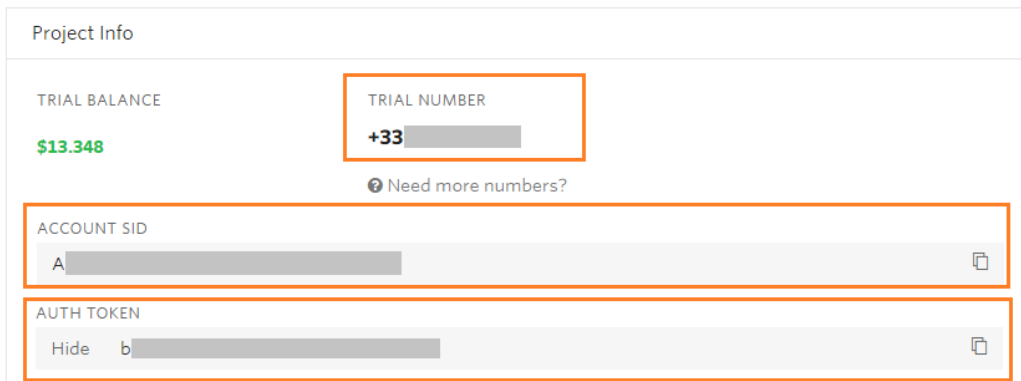 Project Info
TRIAL BALANCE
$13.348
TRIAL NUMBER
+33
Need more numbers?
ACCOUNT SID
A
AUTH TOKEN
Hide b